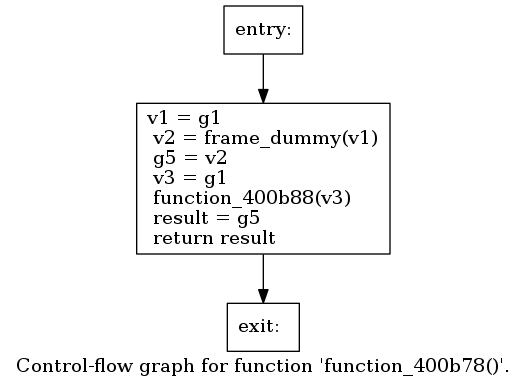 entry:
v1 = g1
v2 = frame_dummy(v1)
g5 = v2
v3 = g1
function_400b88(v3)
result = g5
return result
exit:
Control-flow graph for function 'function_400b78()'.